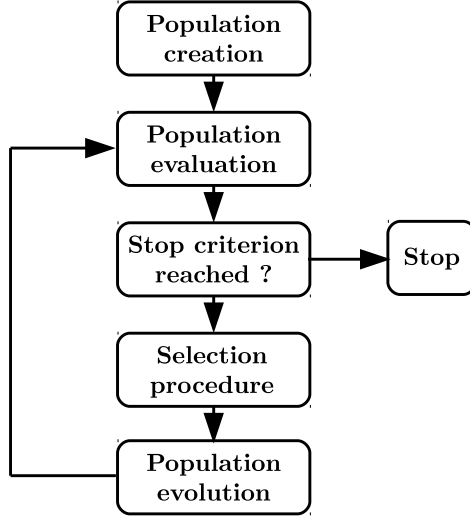 Population
creation
Population
evaluation
Stop criterion
reached ?
Stop
Selection
procedure
Population
evolution